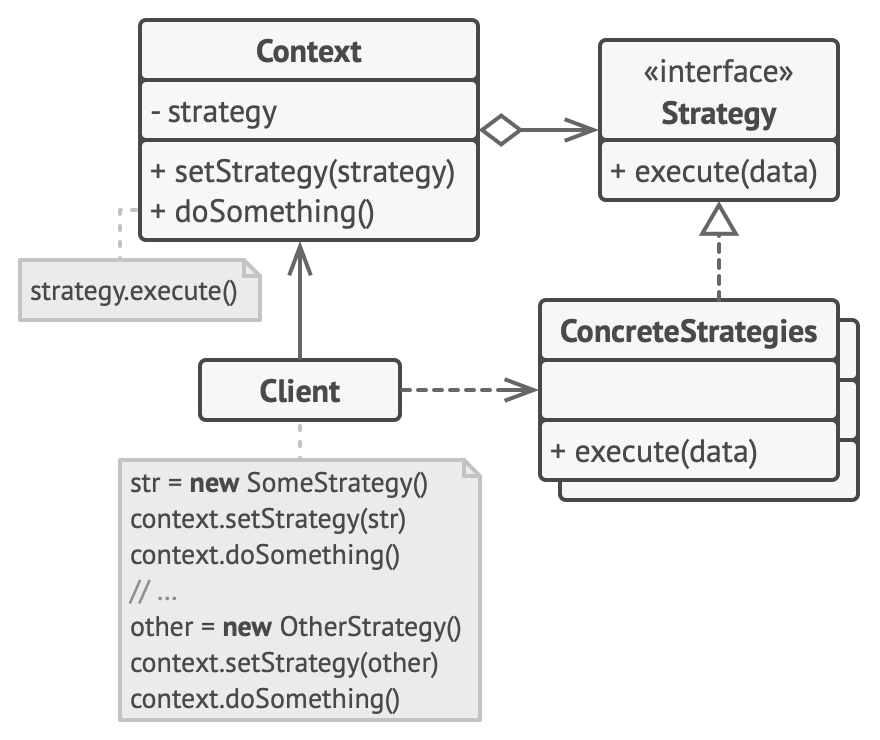 Context
- strategy
+ setStrategy(strategy)
+ doSomething()
«interface»
Strategy
+ execute(data)
strategy.execute()
Client
ConcreteStrategies
+ execute(data)
str = new SomeStrategy()
context.setStrategy(str)
context.doSomething()
// ...
other = new OtherStrategy()
context.setStrategy(other)
context.doSomething()